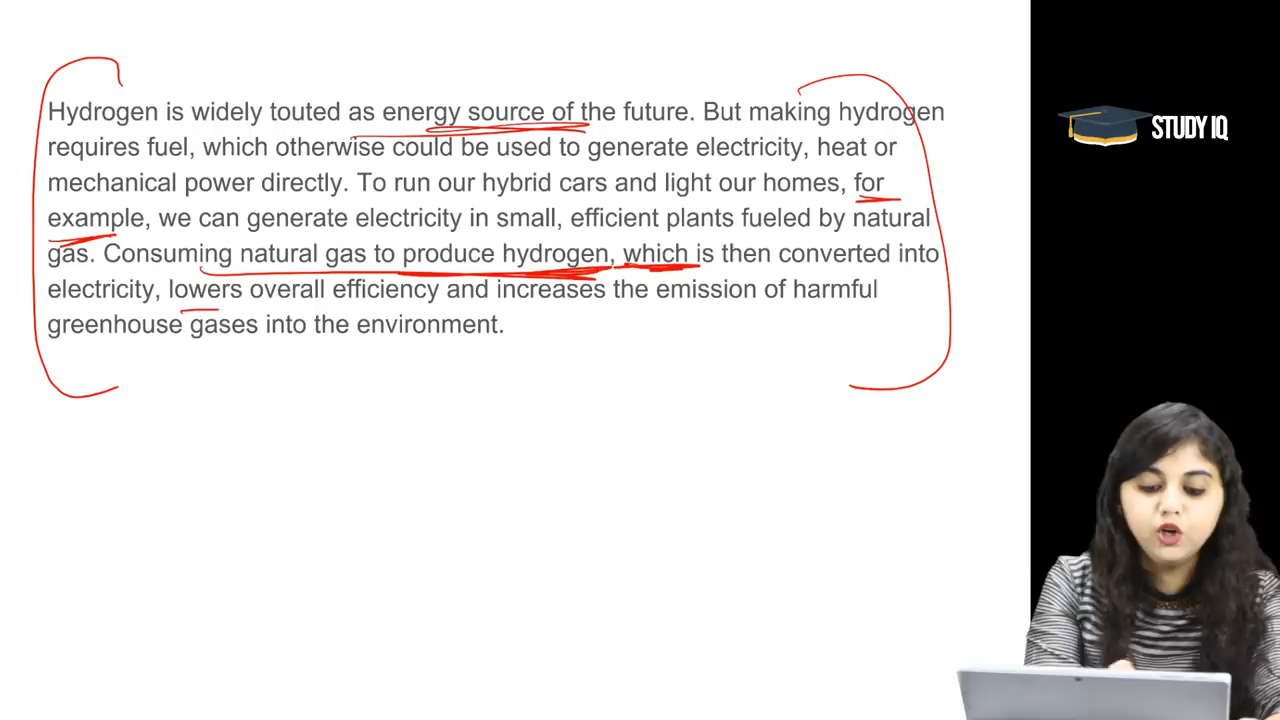 Hydrogen is widely touted as energy source of the future. But making hydrogen
requires fuel, which otherwise could be used to generate electricity, heat or
mechanical power directly. To run our hybrid cars and light our homes, for
example, we can generate electricity in small, efficient plants fueled by natural
gas. Consuming natural gas to produce hydrogen, which is then converted into
electricity, lowers overall efficiency and increases the emission of harmful
greenhouse gases into the environment.
STUDY IQ